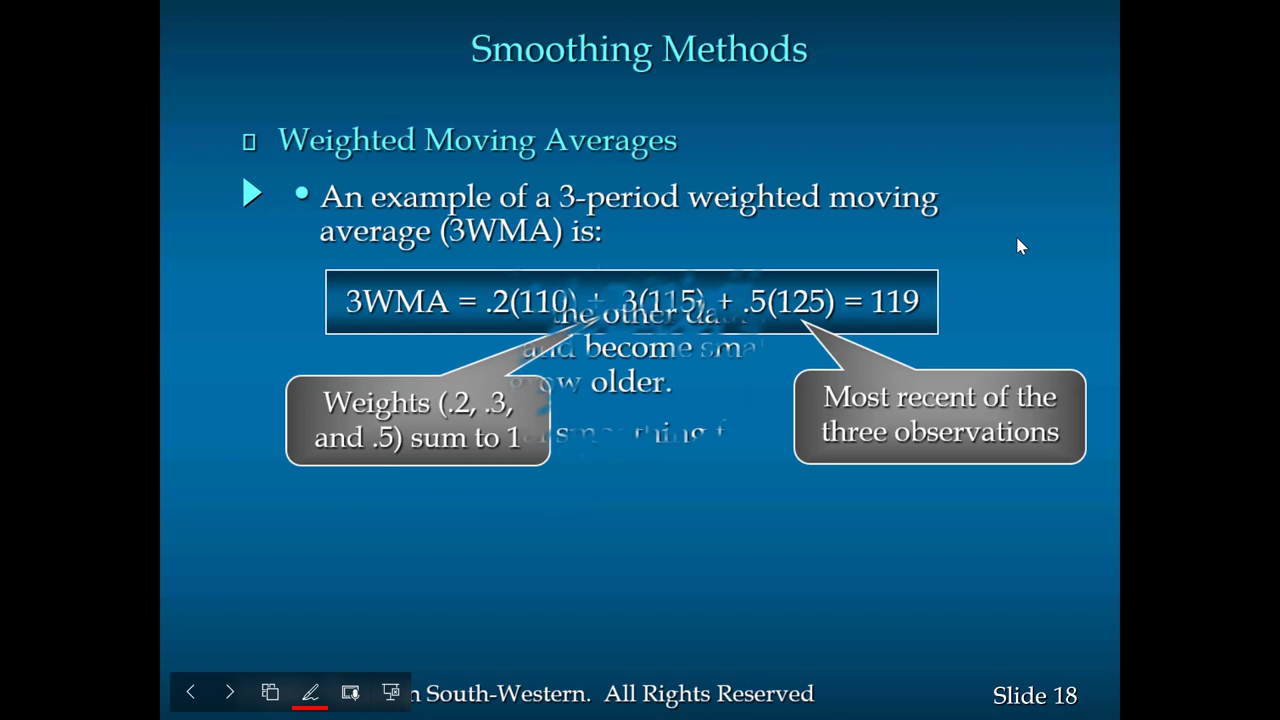 Smoothing Methods
Weighted Moving Averages
• An example of a 3-period weighted moving
average (3WMA) is:
3WMA = .2(110) + .3(115) + .5(125) = 119
the other
and become
older.
Weights (.2, .3,
and .5) sum to 1
Most recent of the
three observations
South-Western. All Rights Reserved
Slide 18